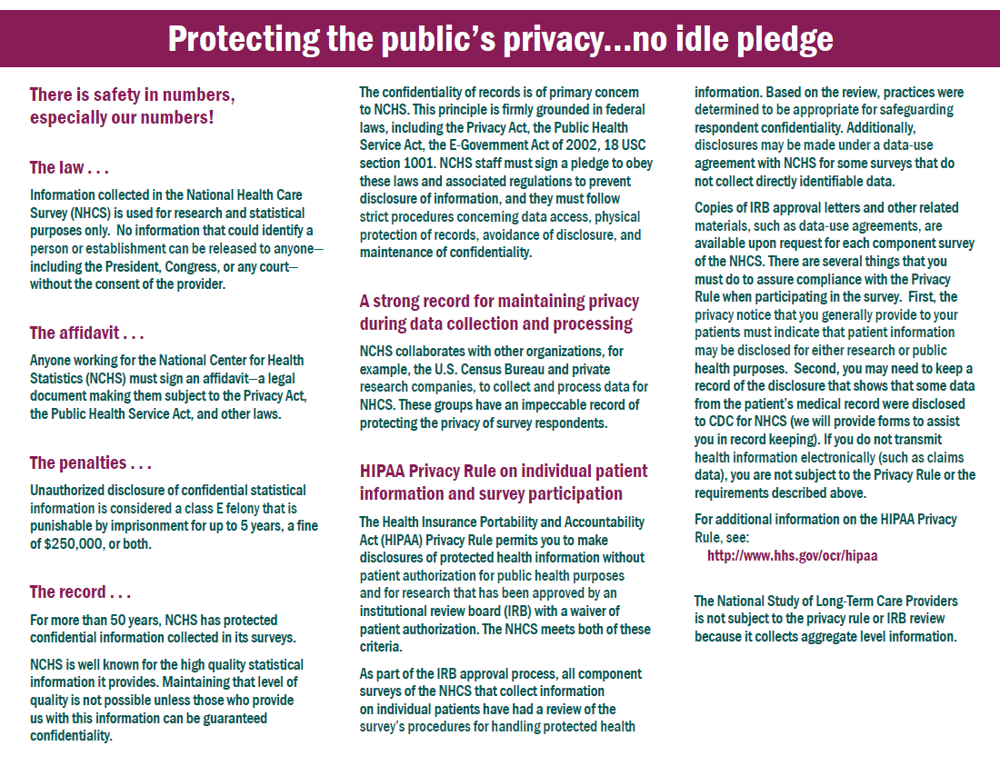 Protecting the public's privacy...no idle pledge
There is safety in numbers,
especially our numbers!
The law . . .
Information collected in the National Health Care
Survey (NHCS) is used for research and statistical
purposes only.  No information that could identify a
person or establishment can be released to anyone—
including the President, Congress, or any court—
without the consent of the provider.
The affidavit . . .
Anyone working for the National Center for Health
Statistics (NCHS) must sign an affidavit—a legal
document making them subject to the Privacy Act,
the Public Health Service Act, and other laws.
The penalties . . .
Unauthorized disclosure of confidential statistical
information is considered a class E felony that is
punishable by imprisonment for up to 5 years, a fine
of $250,000, or both.
The record . . .
For more than 50 years, NCHS has protected
confidential information collected in its surveys.
NCHS is well known for the high quality statistical
information it provides. Maintaining that level of
quality is not possible unless those who provide
us with this information can be guaranteed
confidentiality.
The confidentiality of records is of primary concern
to NCHS. This principle is firmly grounded in federal
laws, including the Privacy Act, the Public Health
Service Act, the E-Government Act of 2002, 18 USC
section 1001. NCHS staff must sign a pledge to obey
these laws and associated regulations to prevent
disclosure of information, and they must follow
strict procedures concerning data access, physical
protection of records, avoidance of disclosure, and
maintenance of confidentiality.
A strong record for maintaining privacy
during data collection and processing
NCHS collaborates with other organizations, for
example, the U.S. Census Bureau and private
research companies, to collect and process data for
NHCS. These groups have an impeccable record of
protecting the privacy of survey respondents.
HIPAA Privacy Rule on individual patient
information and survey participation
The Health Insurance Portability and Accountability
Act (HIPAA) Privacy Rule permits you to make
disclosures of protected health information without
patient authorization for public health purposes
and for research that has been approved by an
institutional review board (IRB) with a waiver of
patient authorization. The NHCS meets both of these
criteria.
As part of the IRB approval process, all component
surveys of the NHCS that collect information
on individual patients have had a review of the
survey's procedures for handling protected health
information. Based on the review, practices were
determined to be appropriate for safeguarding
respondent confidentiality. Additionally,
disclosures may be made under a data-use
agreement with NCHS for some surveys that do
not collect directly identifiable data.
Copies of IRB approval letters and other related
materials, such as data-use agreements, are
available upon request for each component survey
of the NHCS. There are several things that you
must do to assure compliance with the Privacy
Rule when participating in the survey.  First, the
privacy notice that you generally provide to your
patients must indicate that patient information
may be disclosed for either research or public
health purposes.  Second, you may need to keep a
record of the disclosure that shows that some data
from the patient's medical record were disclosed
to CDC for NHCS (we will provide forms to assist
you in record keeping). If you do not transmit
health information electronically (such as claims
data), you are not subject to the Privacy Rule or the
requirements described above.
For additional information on the HIPAA Privacy
Rule, see:
http://www.hhs.gov/ocr/hipaa
The National Study of Long-Term Care Providers
is not subject to the privacy rule or IRB review
because it collects aggregate level information.